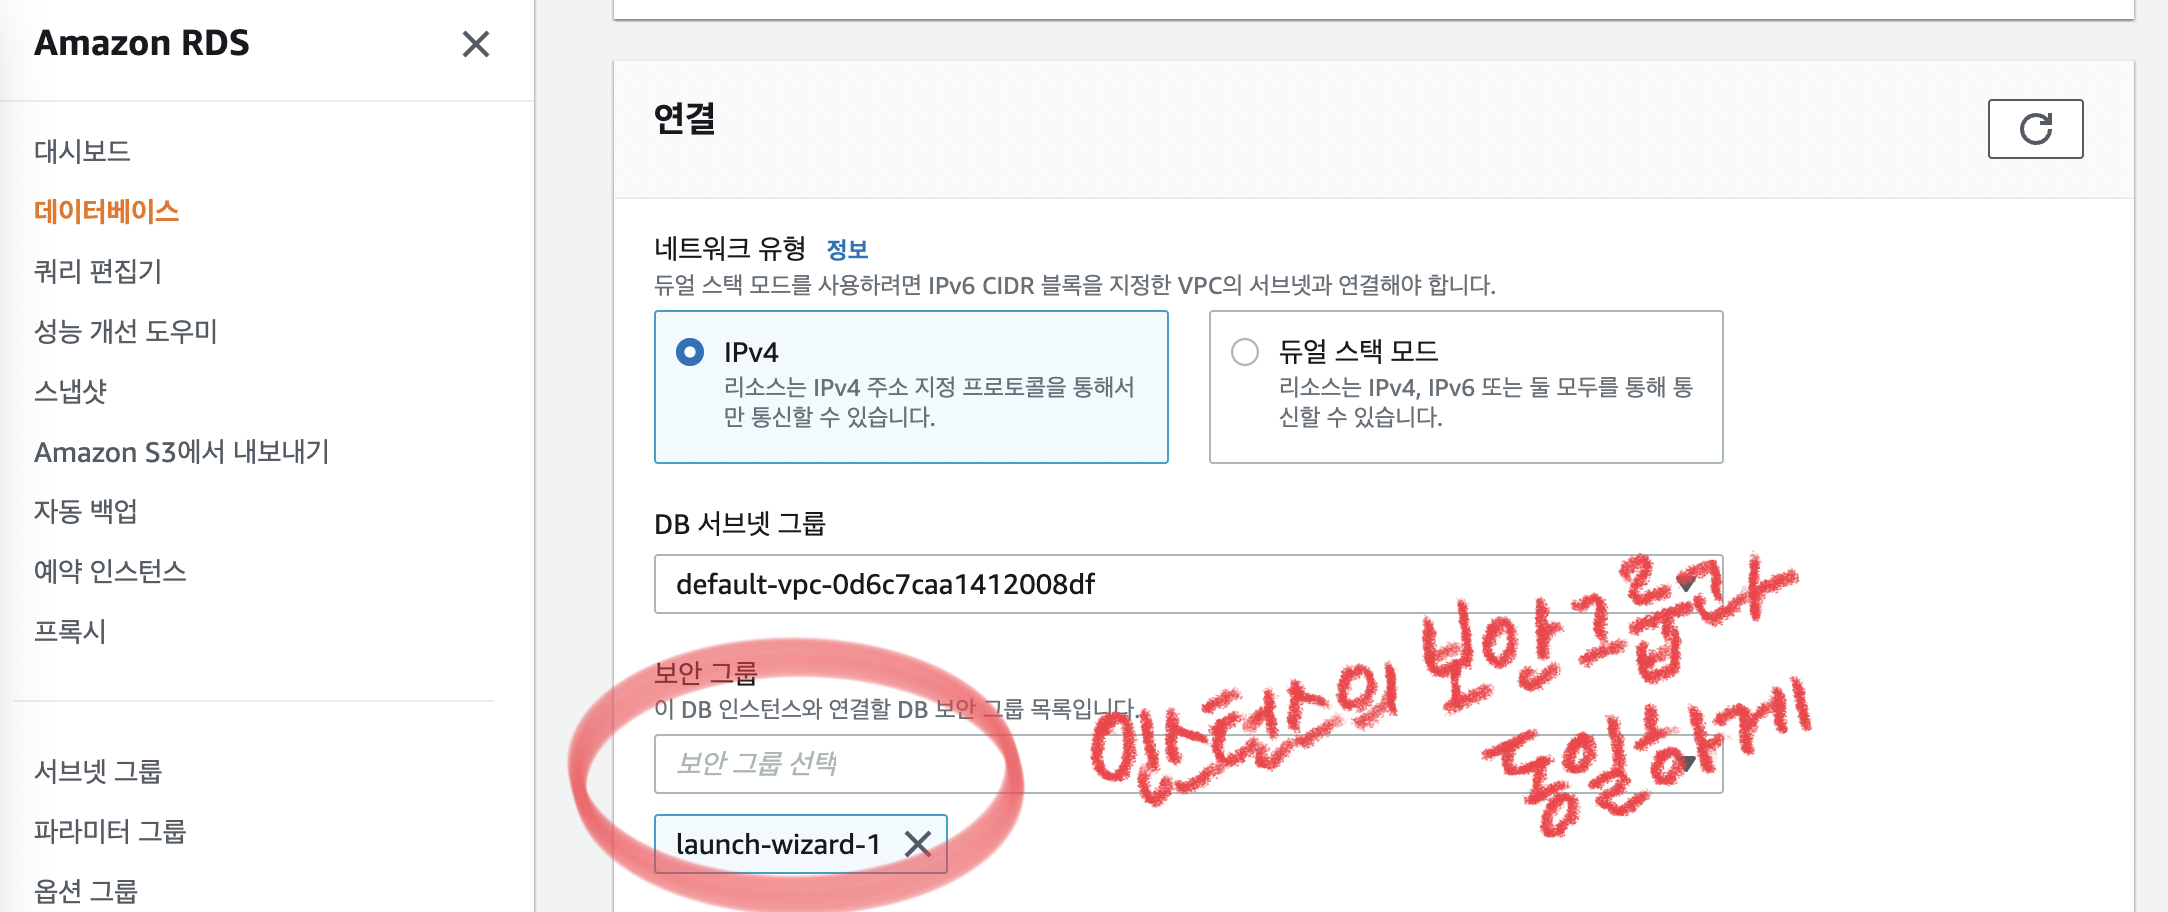 Amazon RDS
대시보드
데이터베이스
쿼리 편집기
성능 개선 도우미
스냅샷
Amazon S3에서 내보내기
자동 백업
예약 인스턴스
프록시
서브넷 그룹
파라미터 그룹
옵션 그룹
연결
네트워크 유형 정보
듀얼 스택 모드를 사용하려면 IPv6 CIDR 블록을 지정한 VPC의 서브넷과 연결해야 합니다.
IPv4
리소스는 IPv4 주소 지정 프로토콜을 통해서
만 통신할 수 있습니다.
듀얼 스택 모드
리소스는 IPv4, IPv6 또는 둘 모두를 통해 통
신할 수 있습니다.
DB 서브넷 그룹
default-vpc-0d6c7caa1412008df
보안 그룹
이 DB 인스턴스와 연결할 DB 보안 그룹 목록입니다.
보안 그룹 선택
launch-wizard-1
인스턴스의 보안그룹과
동일하게